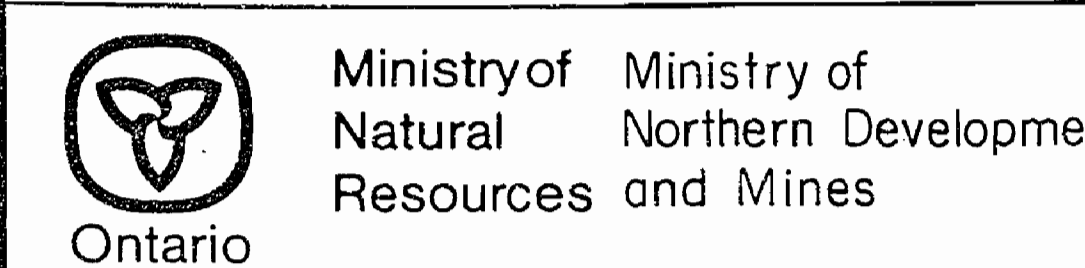 Ministry of
Natural
Resources
Ministry of
Northern Developme
and Mines
Ontario